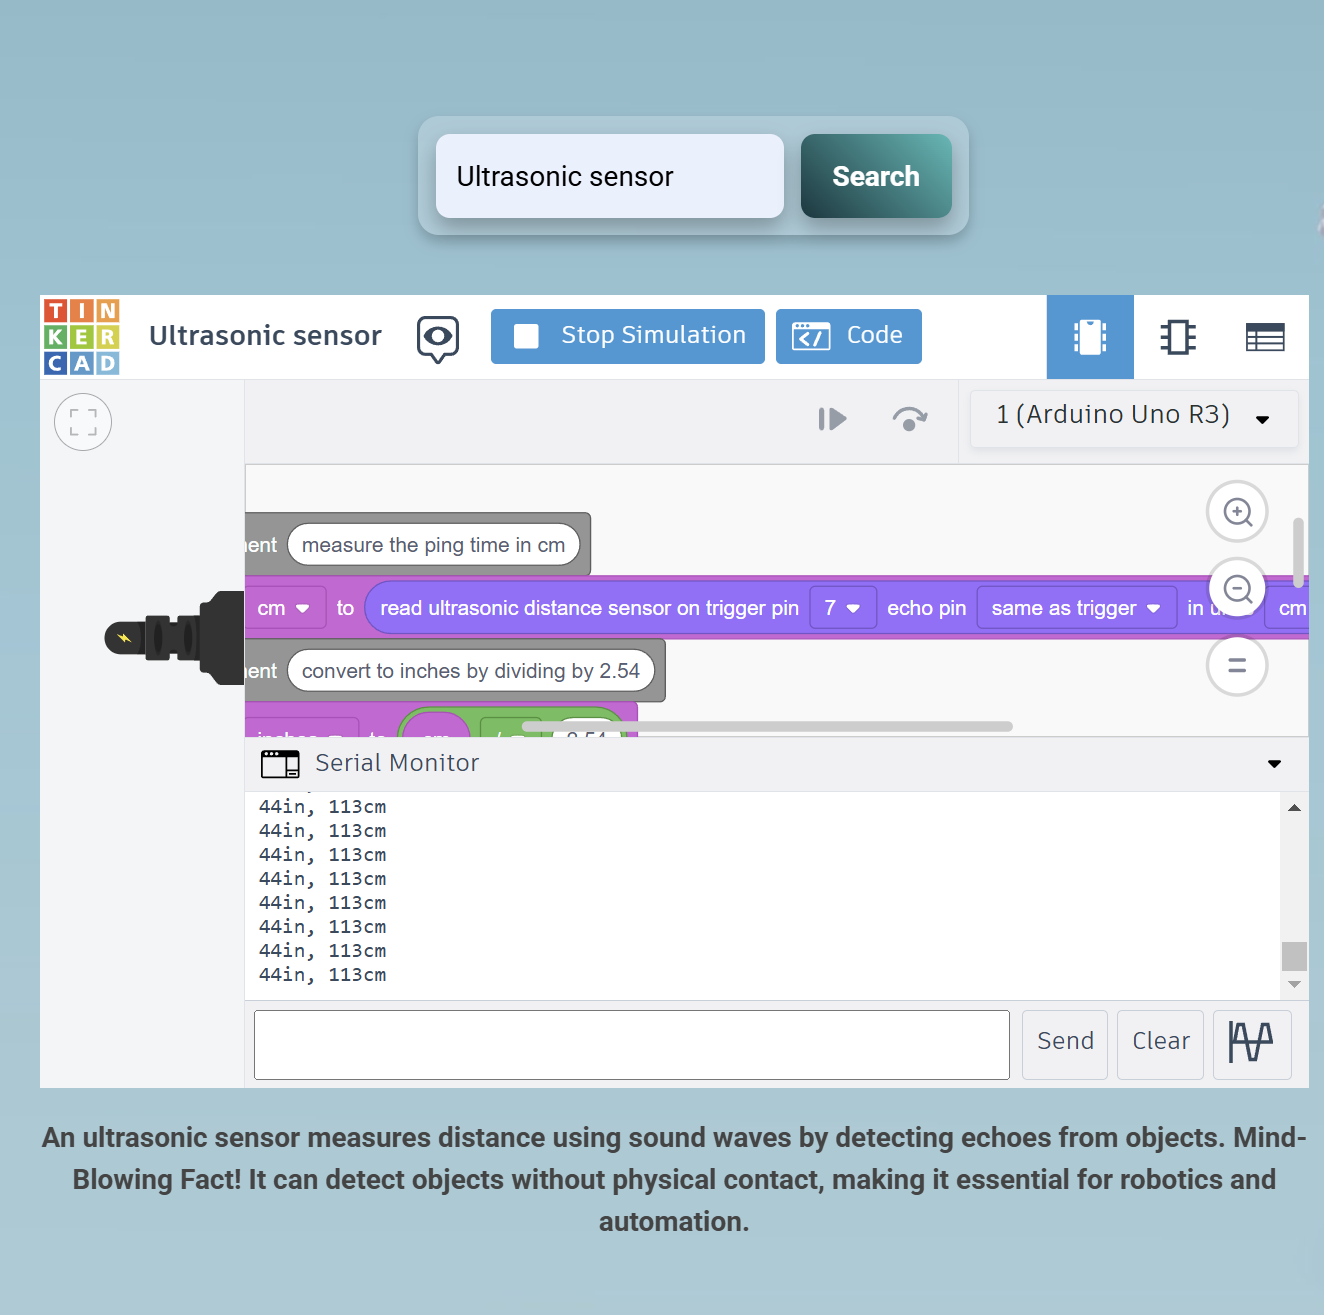 Ultrasonic sensor
Search
TIN
KER
CAD
Ultrasonic sensor
Stop Simulation
Code
1 (Arduino Uno R3)
measure the ping time in cm
cm to read ultrasonic distance sensor on trigger pin 7 echo pin same as trigger in cm
convert to inches by dividing by 2.54
inches to cm / 2.54
Serial Monitor
44in, 113cm
44in, 113cm
44in, 113cm
44in, 113cm
44in, 113cm
44in, 113cm
44in, 113cm
44in, 113cm
Send
Clear
An ultrasonic sensor measures distance using sound waves by detecting echoes from objects. Mind-
Blowing Fact! It can detect objects without physical contact, making it essential for robotics and
automation.